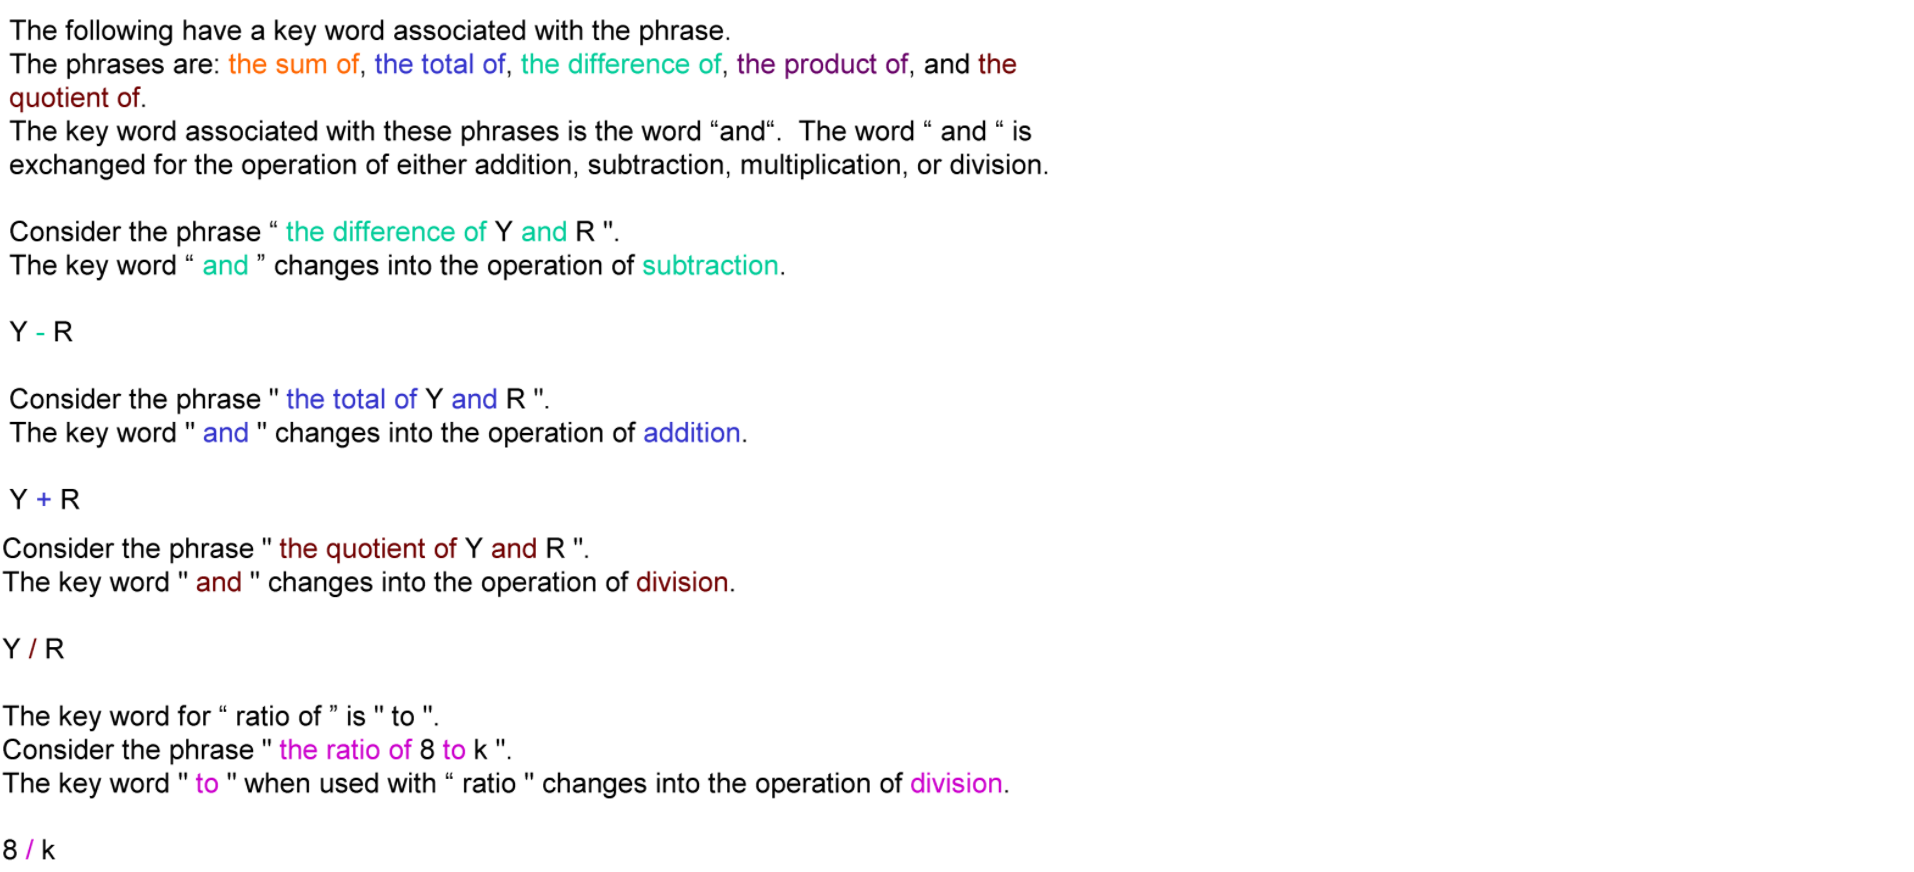 The following have a key word associated with the phrase.
The phrases are: the sum of, the total of, the difference of, the product of, and the
quotient of.
The key word associated with these phrases is the word “and“.  The word “ and “ is
exchanged for the operation of either addition, subtraction, multiplication, or division.
Consider the phrase “ the difference of Y and R ".
The key word “ and ” changes into the operation of subtraction.
Y - R
Consider the phrase " the total of Y and R ".
The key word " and " changes into the operation of addition.
Y + R
Consider the phrase " the quotient of Y and R ".
The key word " and " changes into the operation of division.
Y / R
The key word for “ ratio of ” is " to ".
Consider the phrase " the ratio of 8 to k ".
The key word " to " when used with “ ratio " changes into the operation of division.
8 / k